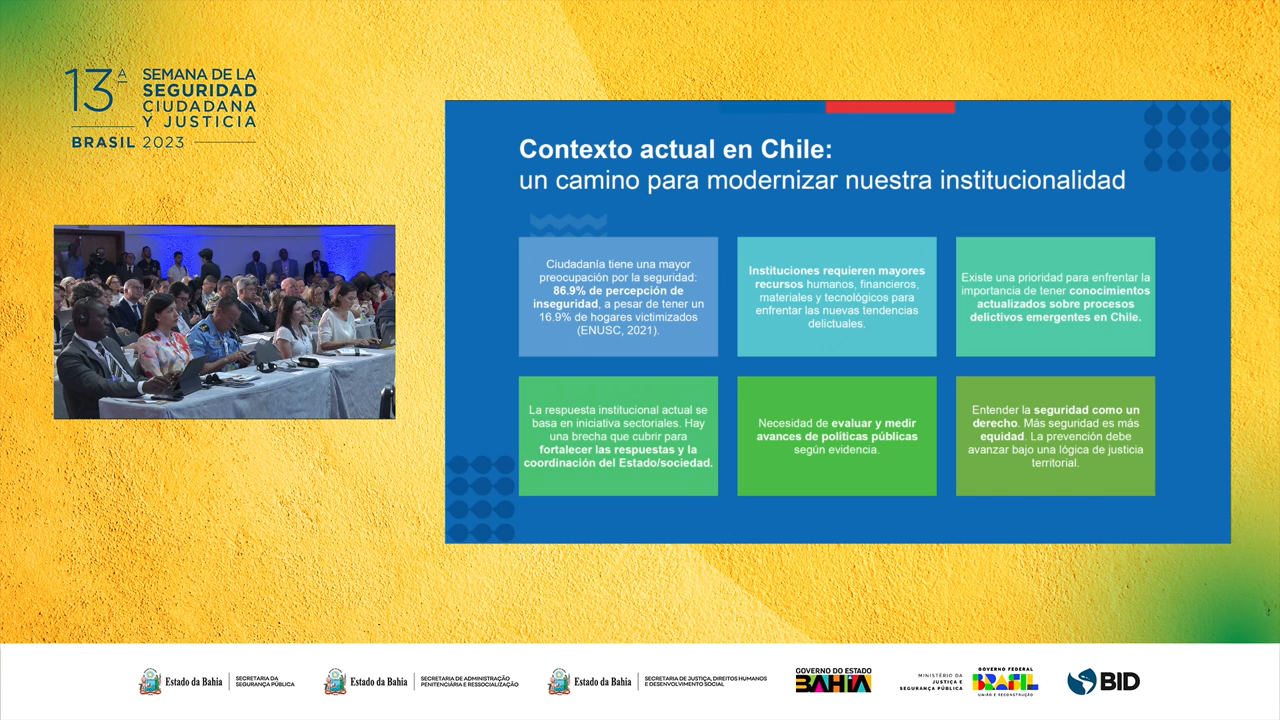 13ª
SEMANA DE LA
SEGURIDAD
CIUDADANA
Y JUSTICIA
BRASIL 2023
Contexto actual en Chile:
un camino para modernizar nuestra institucionalidad
Ciudadanía tiene una mayor
preocupación por la seguridad:
86.9% de percepción de
inseguridad, a pesar de tener un
16.9% de hogares victimizados
(ENUSC, 2021).
Instituciones requieren mayores
recursos humanos, financieros,
materiales y tecnológicos para
enfrentar las nuevas tendencias
delictuales.
Existe una prioridad para enfrentar la
importancia de tener conocimientos
actualizados sobre procesos
delictivos emergentes en Chile.
La respuesta institucional actual se
basa en iniciativa sectoriales. Hay
una brecha que cubrir para
fortalecer las respuestas y la
coordinación del Estado/sociedad.
Necesidad de evaluar y medir
avances de políticas públicas
según evidencia.
Entender la seguridad como un
derecho. Más seguridad es más
equidad. La prevención debe
avanzar bajo una lógica de justicia
territorial.
Estado da Bahia
SECRETARIA DA
SEGURANÇA PÚBLICA
Estado da Bahia
SECRETARIA DE ADMINISTRAÇÃO
PENITENCIÁRIA E RESSOCIALIZAÇÃO
Estado da Bahia
SECRETARIA DE JUSTIÇA, DIREITOS HUMANOS
E DESENVOLVIMENTO SOCIAL
GOVERNO DO ESTADO
BAHIA
MINISTÉRIO DA
JUSTIÇA E
SEGURANÇA PÚBLICA
GOVERNO FEDERAL
BRASIL
UNIÃO E RECONSTRUÇÃO
BID